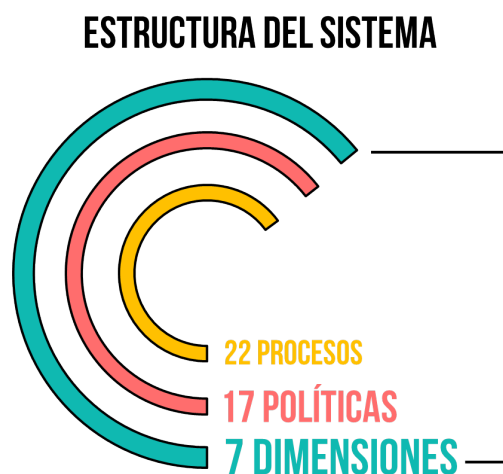 ESTRUCTURA DEL SISTEMA
22 PROCESOS
17 POLÍTICAS
7 DIMENSIONES